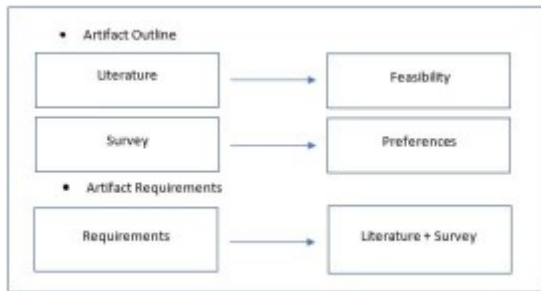 • Artifact Outline
Literature
Feasibility
Survey
Preferences
• Artifact Requirements
Requirements
Literature + Survey